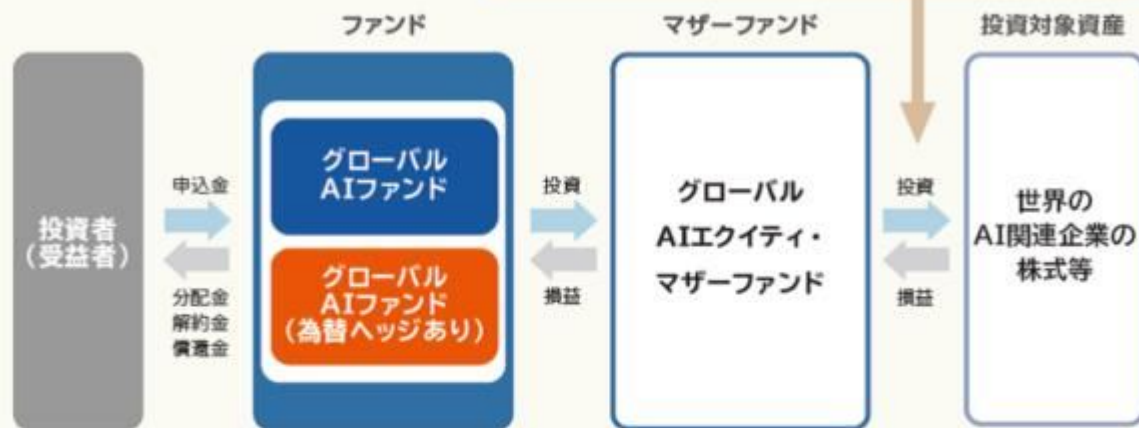 ファンド
マザーファンド
投資対象資産
投資者
(受益者)
申込金
分配金
解約金
償還金
グローバル
AIファンド
グローバル
AIファンド
(為替ヘッジあり)
投資
損益
グローバル
AIエクイティ・
マザーファンド
投資
損益
世界の
AI関連企業の
株式等